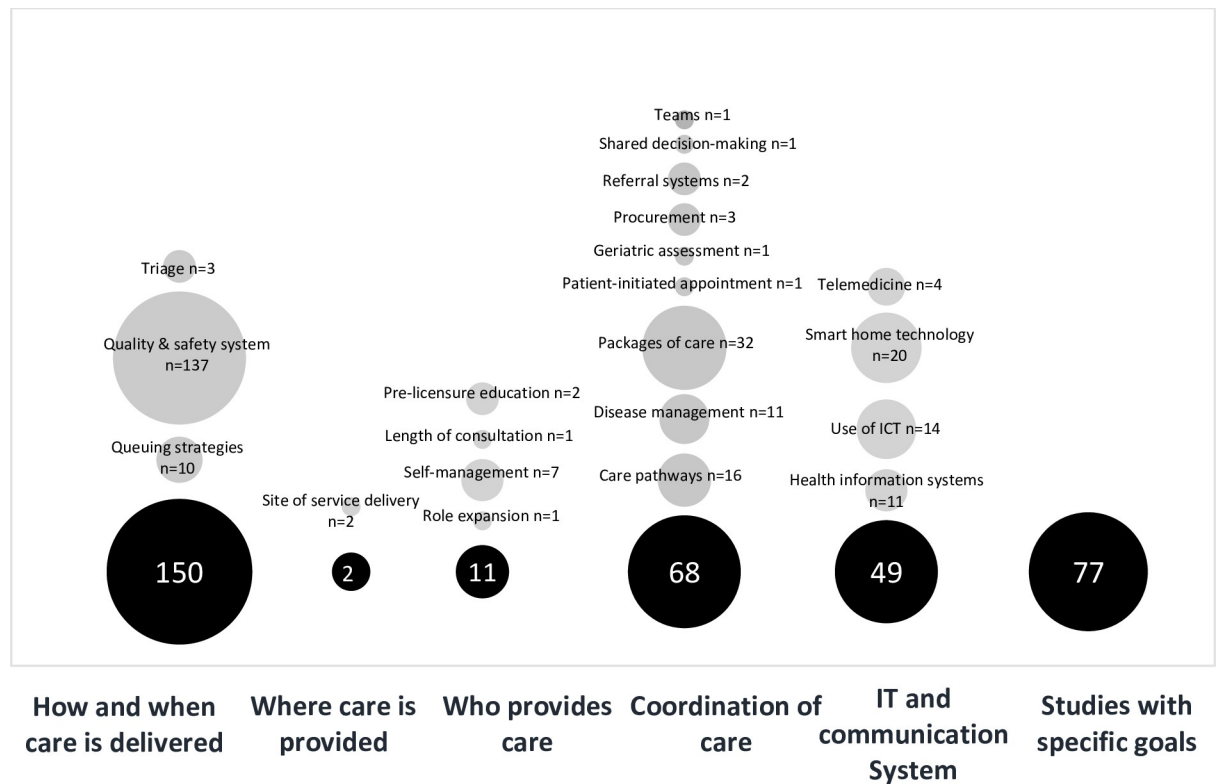 Teams n=1
Shared decision-making n=1
Referral systems n=2
Procurement n=3
Geriatric assessment n=1
Patient-initiated appointment n=1
Packages of care n=32
Disease management n=11
Care pathways n=16
68
Triage n=3
Quality & safety system
n=137
Queuing strategies
n=10
150
Site of service delivery
n=2
2
Pre-licensure education n=2
Length of consultation n=1
Self-management n=7
Role expansion n=1
11
Telemedicine n=4
Smart home technology
n=20
Use of ICT n=14
Health information systems
n=11
49
77
How and when
care is delivered
Where care is
provided
Who provides
care
Coordination of
care
IT and
communication
System
Studies with
specific goals